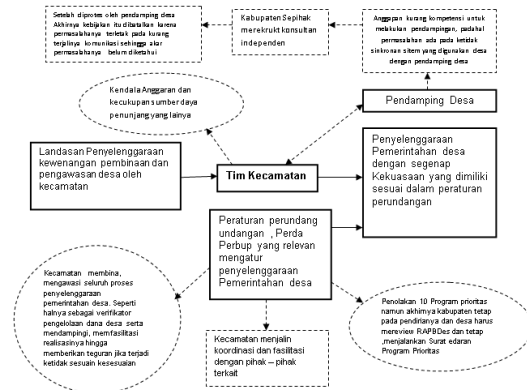 Setelah diprotes oleh pendamping desa
Akhirnya kebijakan itu dibatalkan karena
permasalahanya terletak pada kurang
terjalinya komunikasi sehingga akar
permasalahanya belum diketahui
Kabupaten Sepihak
merekrukt konsultan
independen
Anggapan kurang kompetensi untuk
melakukan pendampingan, padahal
permasalahan ada pada ketidak
sinkronan sitem yang digunakan desa
dengan pendamping desa
Kendala Anggaran dan
kecukupan sumber daya
penunjang yang lainya
Pendamping Desa
Landasan Penyelenggaraan
kewenangan pembinaan dan
pengawasan desa oleh
kecamatan
Tim Kecamatan
Penyelenggaraan
Pemerintahan desa
dengan segenap
Kekuasaan yang dimiliki
sesuai dalam peraturan
perundangan
Peraturan perundang
undangan , Perda
Perbup yang relevan
mengatur
penyelenggaraan
Pemerintahan desa
Kecamatan membina,
mengawasi seluruh proses
penyelenggaraan
pemerintahan desa. Seperti
halnya sebagai verifikator
pengelolaan dana desa serta
mendampingi, memfasilitasi
realisasinya hingga
memberikan teguran jika terjadi
ketidak sesuain kesesuaian
Kecamatan menjalin
koordinasi dan fasilitasi
dengan pihak – pihak
terkait
Penolakan 10 Program prioritas
namun akhirnya kabupaten tetap
pada pendirianya dan desa harus
mereview RAPBDes dan tetap
,menjalankan Surat edaran
Program Prioritas